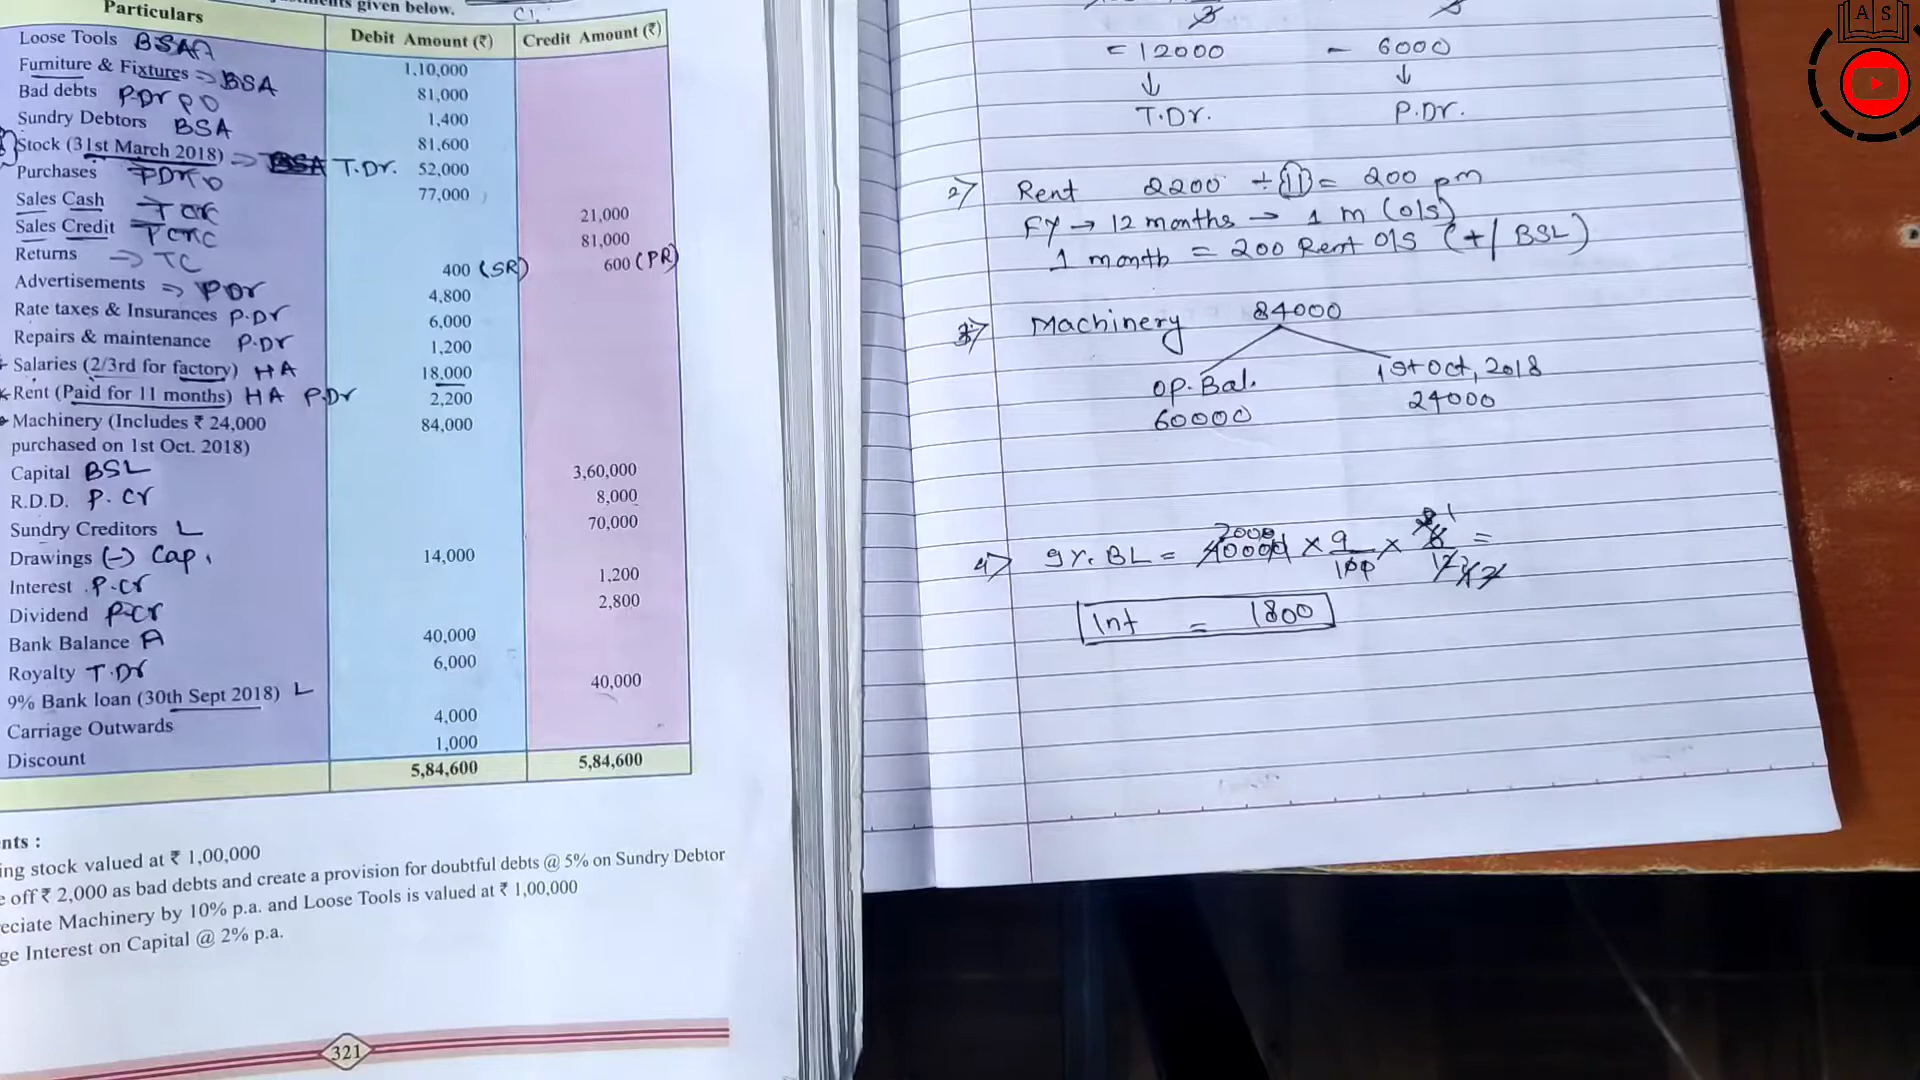 nts given below.
Particulars
Debit Amount (₹)
Credit Amount (₹)
Loose Tools BSA
1,10,000
Furniture & Fixtures ⇒ BSA
81,000
Bad debts P.Dr
1,400
Sundry Debtors BSA
81,600
Stock (31st March 2018) → T.Dr. 52,000
Purchases
77,000
Sales Cash
21,000
Sales Credit
81,000
Returns → TC
400 (SR) 600 (PR)
Advertisements ⇒ PDr
4,800
Rate taxes & Insurances P.Dr
6,000
Repairs & maintenance P.Dr
1,200
Salaries (2/3rd for factory) HA
18,000
Rent (Paid for 11 months) HA P.Dr
2,200
Machinery (Includes ₹ 24,000
84,000
purchased on 1st Oct. 2018)
Capital BSL
3,60,000
R.D.D. P. Cr
8,000
Sundry Creditors L
70,000
Drawings (-) Cap.
14,000
Interest P.Cr
1,200
Dividend P.Cr
2,800
Bank Balance A
40,000
Royalty T.Dr
6,000
9% Bank loan (30th Sept 2018) L
40,000
Carriage Outwards
4,000
Discount
1,000
5,84,600 5,84,600
nts :
ing stock valued at ₹ 1,00,000
e off ₹ 2,000 as bad debts and create a provision for doubtful debts @ 5% on Sundry Debtor
eciate Machinery by 10% p.a. and Loose Tools is valued at ₹ 1,00,000
ge Interest on Capital @ 2% p.a.
321
= 12000 - 6000
↓ ↓
T.Dr. P.Dr.
2) Rent 2200 ÷ 11 = 200 pm
FY → 12 months → 1 m (o/s)
1 month = 200 Rent O/S (+/BSL)
3) Machinery 84000
op. Bal. 1st Oct, 2018
60000 24000
4) gr. BL = 40000 × 9/100 × 6/12 =
Int = 1800
A S